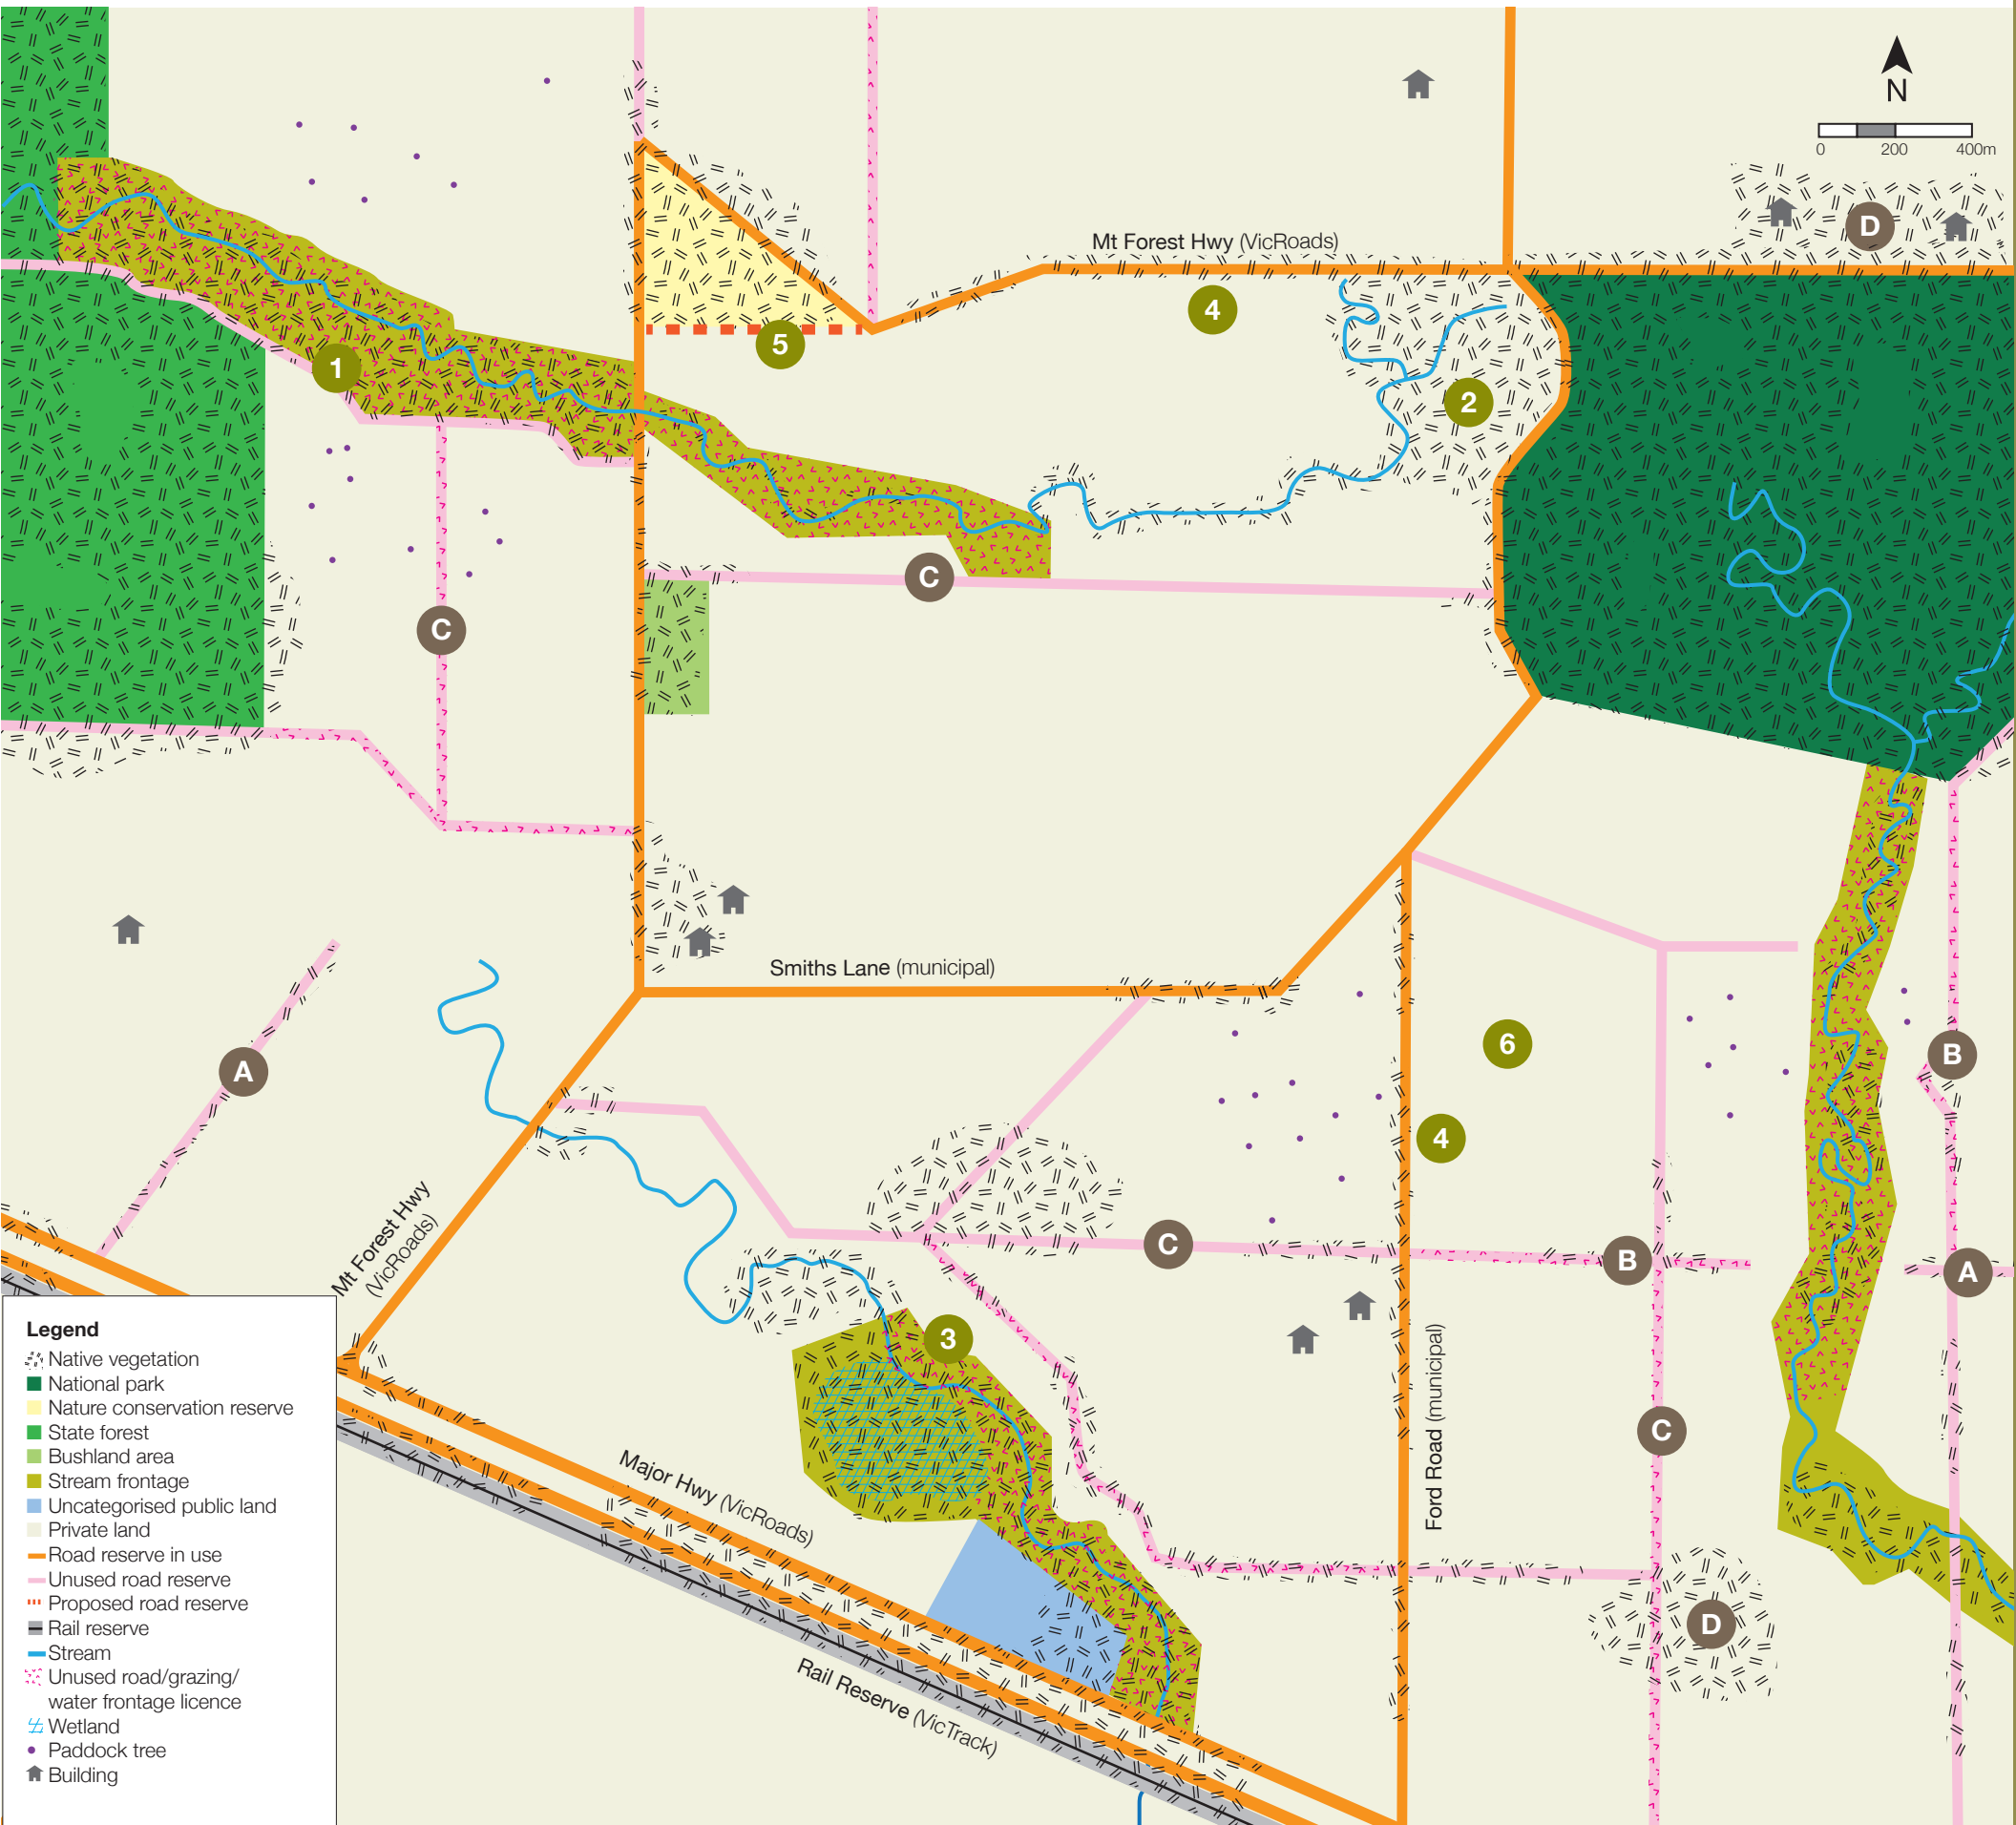 N
0 200 400m
D
Mt Forest Hwy (VicRoads)
4
5
1
2
C
C
Smiths Lane (municipal)
6
A
B
4
Mt Forest Hwy
(VicRoads)
C
B
A
3
Ford Road (municipal)
C
Major Hwy (VicRoads)
D
Rail Reserve (VicTrack)
Legend
Native vegetation
National park
Nature conservation reserve
State forest
Bushland area
Stream frontage
Uncategorised public land
Private land
Road reserve in use
Unused road reserve
Proposed road reserve
Rail reserve
Stream
Unused road/grazing/
water frontage licence
Wetland
Paddock tree
Building